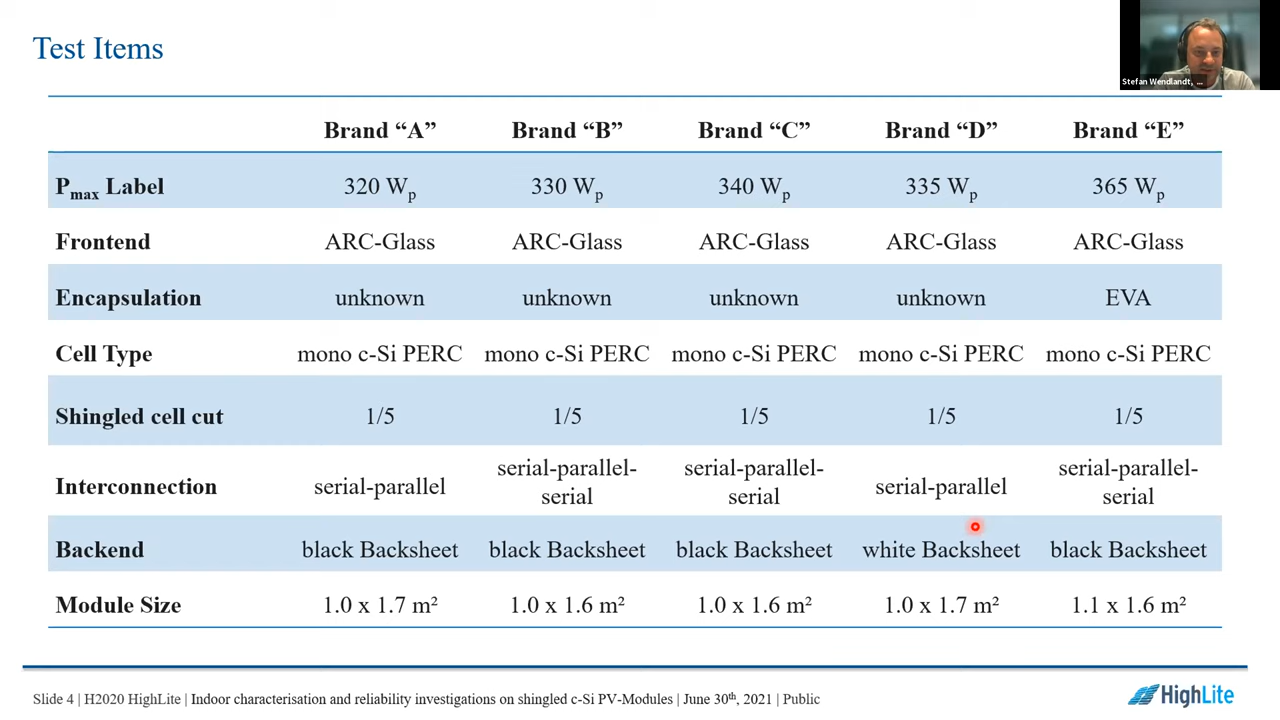 Test Items
Stefan Wendlandt, ...
Brand “A” Brand “B” Brand “C” Brand “D” Brand “E”
Pmax Label 320 Wp 330 Wp 340 Wp 335 Wp 365 Wp
Frontend ARC-Glass ARC-Glass ARC-Glass ARC-Glass ARC-Glass
Encapsulation unknown unknown unknown unknown EVA
Cell Type mono c-Si PERC mono c-Si PERC mono c-Si PERC mono c-Si PERC mono c-Si PERC
Shingled cell cut 1/5 1/5 1/5 1/5 1/5
Interconnection serial-parallel serial-parallel-serial serial-parallel-serial serial-parallel serial-parallel-serial
Backend black Backsheet black Backsheet black Backsheet white Backsheet black Backsheet
Module Size 1.0 x 1.7 m² 1.0 x 1.6 m² 1.0 x 1.6 m² 1.0 x 1.7 m² 1.1 x 1.6 m²
Slide 4 | H2020 HighLite | Indoor characterisation and reliability investigations on shingled c-Si PV-Modules | June 30th, 2021 | Public
HighLite